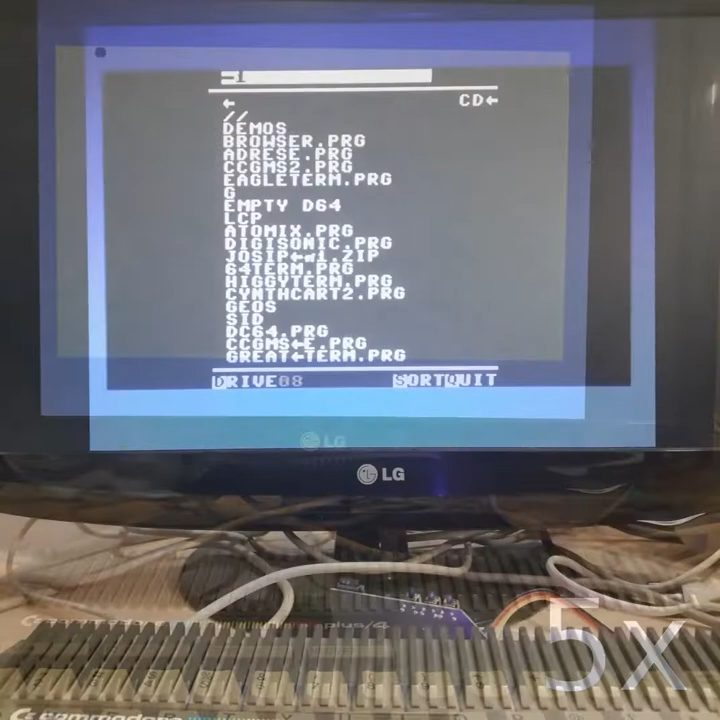 ←
CD←
//
DEMOS
BROWSER.PRG
ADRESE.PRG
CCGMS2.PRG
EAGLETERM.PRG
G
EMPTY D64
LCP
ATOMIX.PRG
DIGISONIC.PRG
64TERM.PRG
HIGGYTERM.PRG
CYNTHCART2.PRG
GEOS
SID
DC64.PRG
CCGMS←E.PRG
GREAT←TERM.PRG
DRIVE08 SORT QUIT
LG
LG
plus/4
5x
commodore